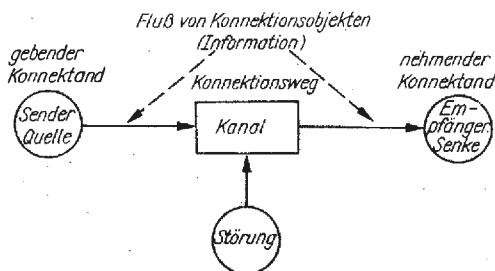 Fluß von Konnektionsobjekten
(Information)
gebender
Konnektand
Konnektionsweg
nehmender
Konnektand
Sender
Quelle
Kanal
Em-
pfänger
Senke
Störung